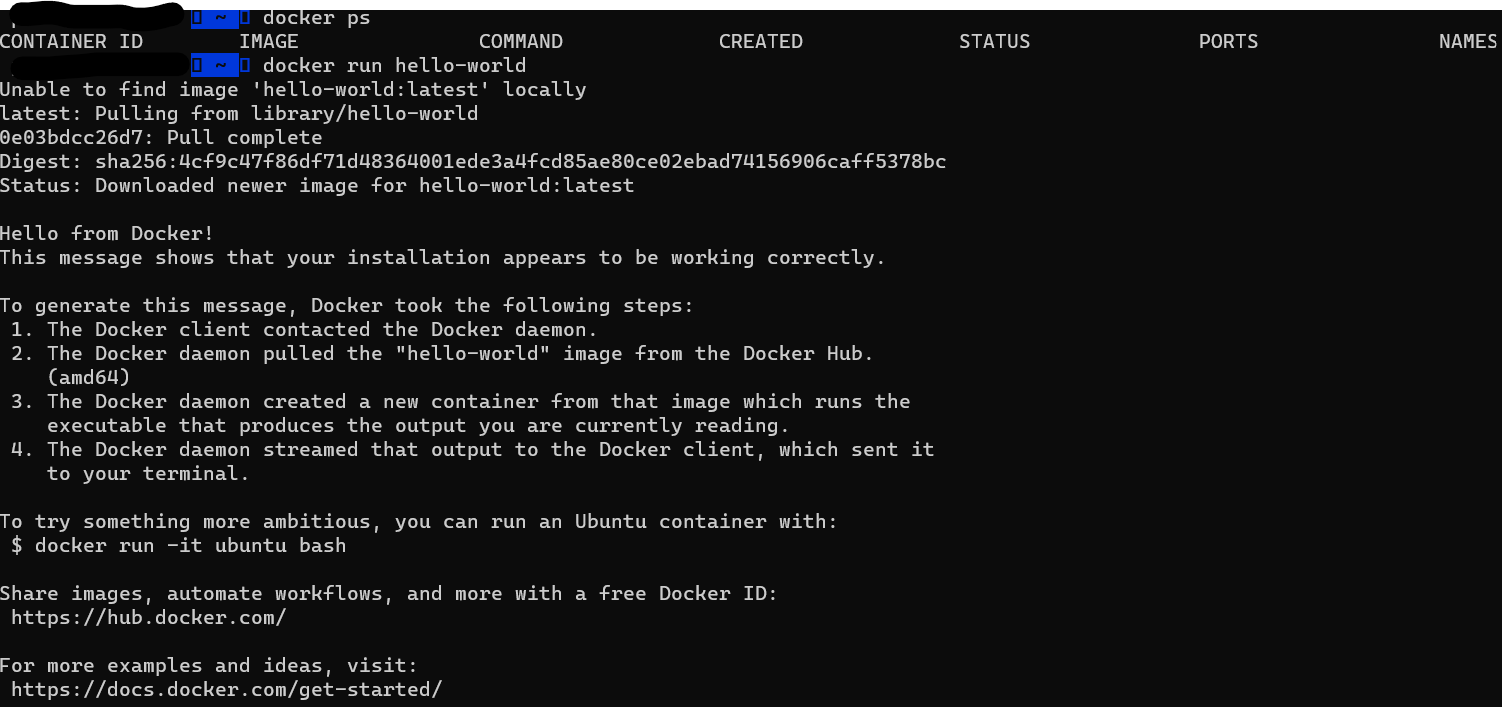 ~ docker ps
CONTAINER ID IMAGE COMMAND CREATED STATUS PORTS NAMES
~ docker run hello-world
Unable to find image 'hello-world:latest' locally
latest: Pulling from library/hello-world
0e03bdcc26d7: Pull complete
Digest: sha256:4cf9c47f86df71d48364001ede3a4fcd85ae80ce02ebad74156906caff5378bc
Status: Downloaded newer image for hello-world:latest
Hello from Docker!
This message shows that your installation appears to be working correctly.
To generate this message, Docker took the following steps:
1. The Docker client contacted the Docker daemon.
2. The Docker daemon pulled the "hello-world" image from the Docker Hub.
(amd64)
3. The Docker daemon created a new container from that image which runs the
executable that produces the output you are currently reading.
4. The Docker daemon streamed that output to the Docker client, which sent it
to your terminal.
To try something more ambitious, you can run an Ubuntu container with:
$ docker run -it ubuntu bash
Share images, automate workflows, and more with a free Docker ID:
https://hub.docker.com/
For more examples and ideas, visit:
https://docs.docker.com/get-started/